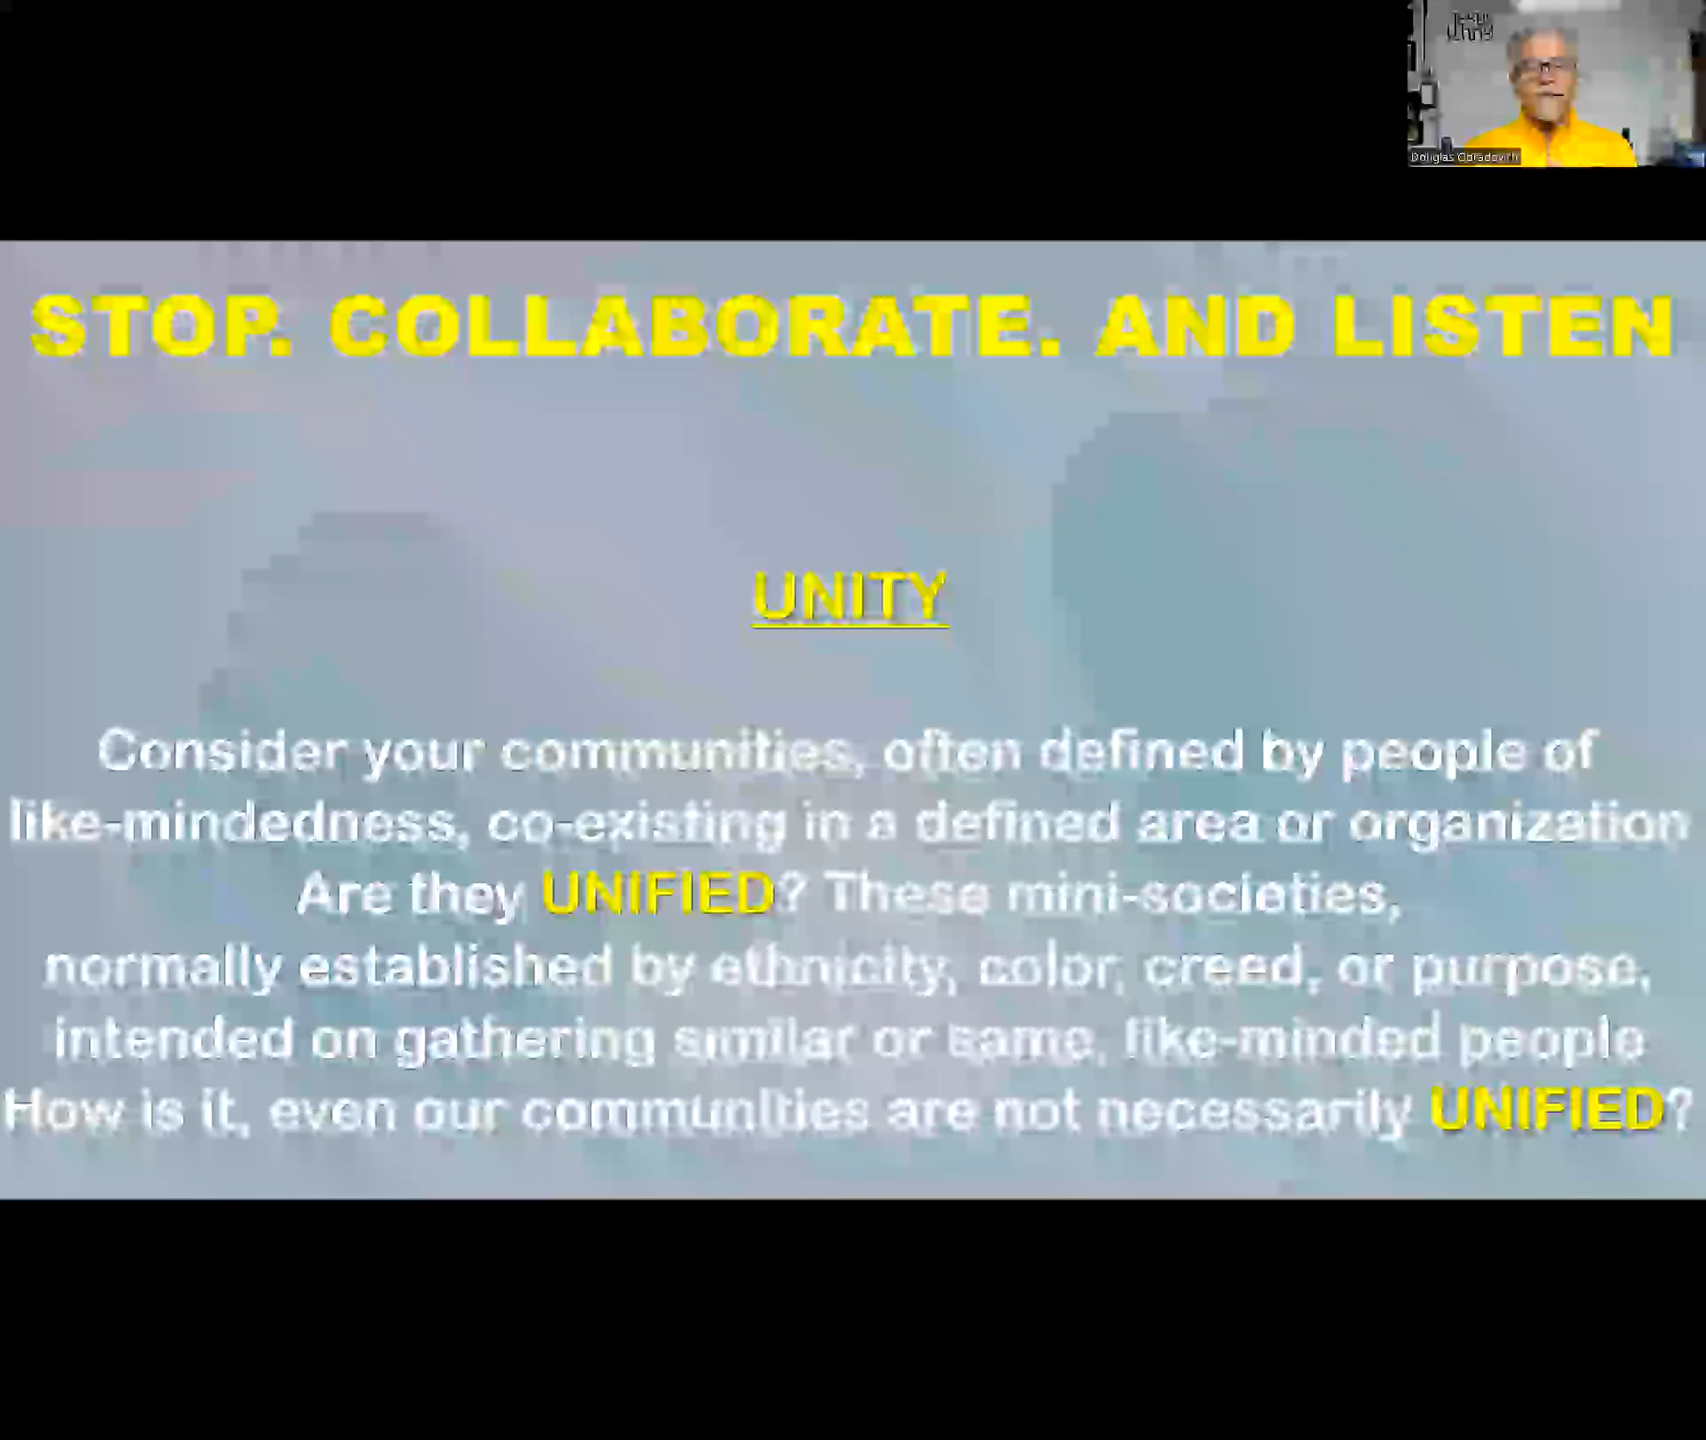 Douglas Obradovich
STOP. COLLABORATE. AND LISTEN
UNITY
Consider your communities, often defined by people of
like-mindedness, co-existing in a defined area or organization
Are they UNIFIED? These mini-societies,
normally established by ethnicity, color, creed, or purpose,
intended on gathering similar or same, like-minded people
How is it, even our communities are not necessarily UNIFIED?